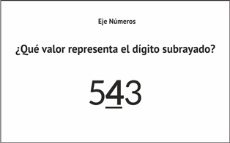 Eje Números
¿Qué valor representa el dígito subrayado?
543